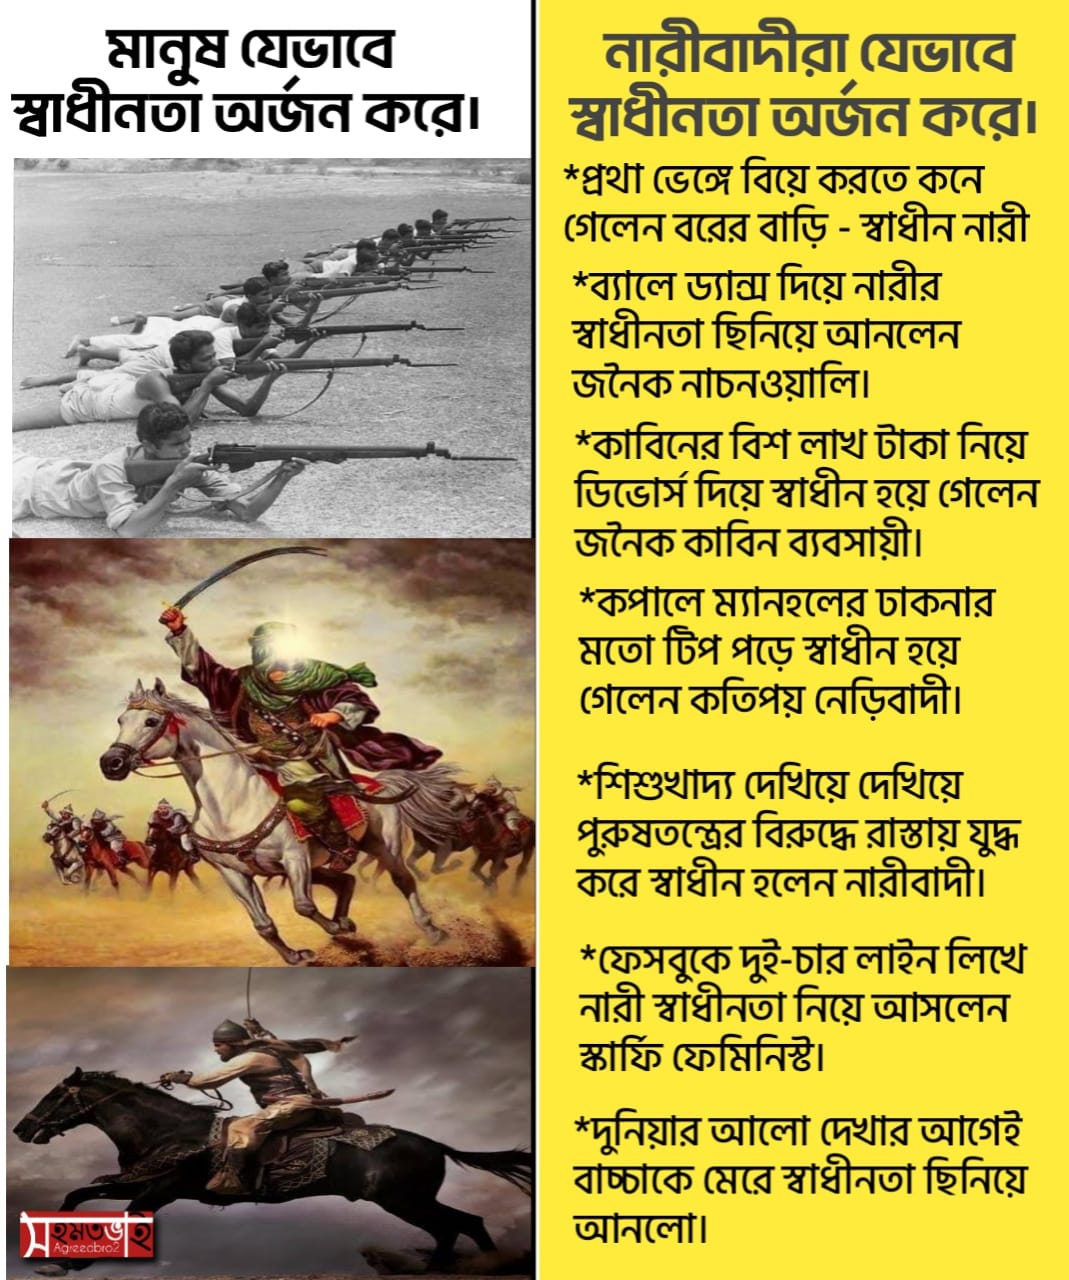 মানুষ যেভাবে
স্বাধীনতা অর্জন করে।
নারীবাদীরা যেভাবে
স্বাধীনতা অর্জন করে।
*প্রথা ভেঙ্গে বিয়ে করতে কনে
গেলেন বরের বাড়ি - স্বাধীন নারী
*ব্যালে ড্যান্স দিয়ে নারীর
স্বাধীনতা ছিনিয়ে আনলেন
জনৈক নাচনওয়ালি।
*কাবিনের বিশ লাখ টাকা নিয়ে
ডিভোর্স দিয়ে স্বাধীন হয়ে গেলেন
জনৈক কাবিন ব্যবসায়ী।
*কপালে ম্যানহলের ঢাকনার
মতো টিপ পড়ে স্বাধীন হয়ে
গেলেন কতিপয় নেড়িবাদী।
*শিশুখাদ্য দেখিয়ে দেখিয়ে
পুরুষতন্ত্রের বিরুদ্ধে রাস্তায় যুদ্ধ
করে স্বাধীন হলেন নারীবাদী।
*ফেসবুকে দুই-চার লাইন লিখে
নারী স্বাধীনতা নিয়ে আসলেন
স্কার্ফি ফেমিনিস্ট।
*দুনিয়ার আলো দেখার আগেই
বাচ্চাকে মেরে স্বাধীনতা ছিনিয়ে
আনলো।
সহমতভাই
Agreeabro2